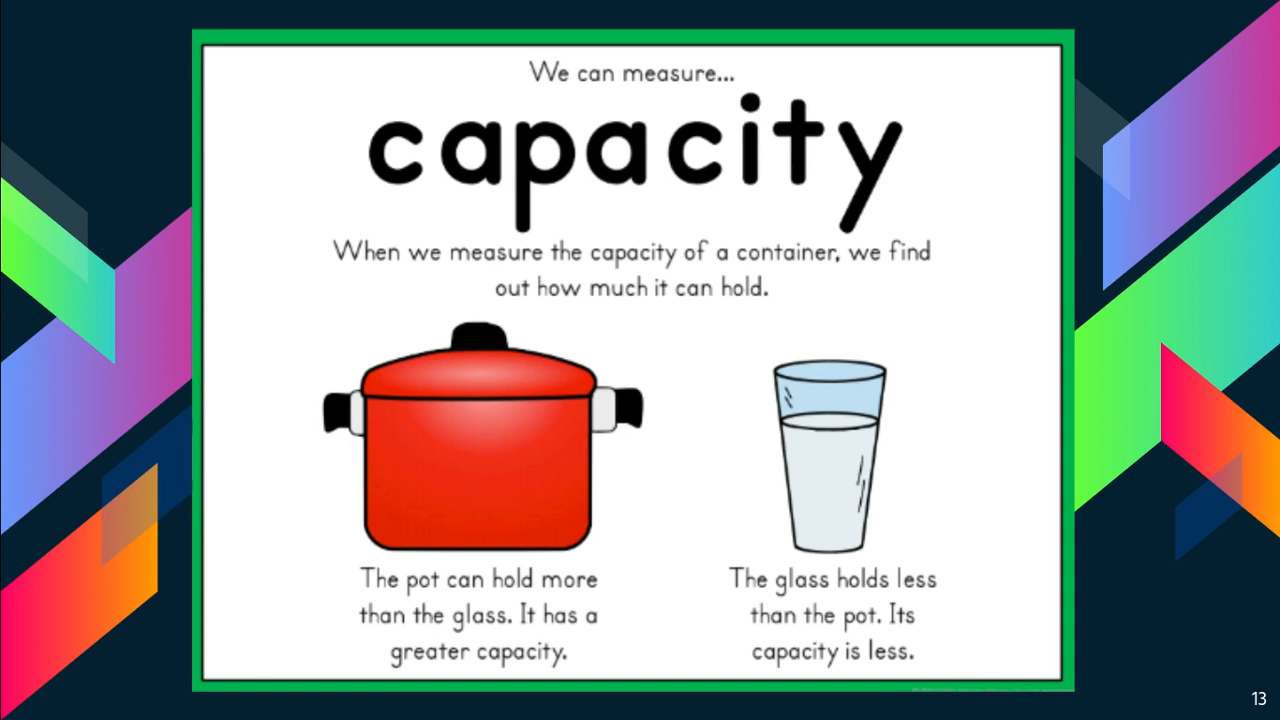 We can measure...
capacity
When we measure the capacity of a container, we find
out how much it can hold.
The pot can hold more
than the glass. It has a
greater capacity.
The glass holds less
than the pot. Its
capacity is less.
13